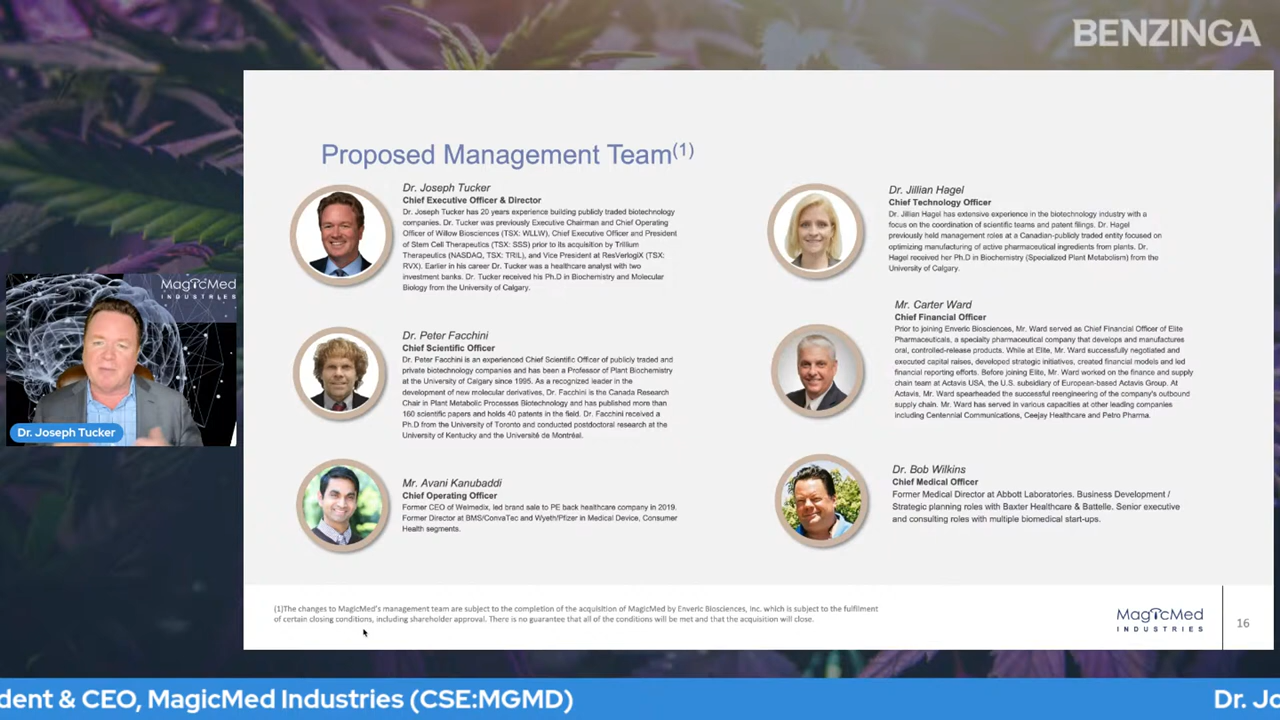 BENZINGA
Proposed Management Team(1)
Dr. Joseph Tucker
Chief Executive Officer & Director
Dr. Joseph Tucker has 20 years experience building publicly traded biotechnology
companies. Dr. Tucker was previously Executive Chairman and Chief Operating
Officer of Willow Biosciences (TSX: WLLW), Chief Executive Officer and President
of Stem Cell Therapeutics (TSX: SSS) prior to its acquisition by Trillium
Therapeutics (NASDAQ, TSX: TRIL), and Vice President at ResVerlogiX (TSX:
RVX). Earlier in his career Dr. Tucker was a healthcare analyst with two
investment banks. Dr. Tucker received his Ph.D in Biochemistry and Molecular
Biology from the University of Calgary.
Dr. Peter Facchini
Chief Scientific Officer
Dr. Peter Facchini is an experienced Chief Scientific Officer of publicly traded and
private biotechnology companies and has been a Professor of Plant Biochemistry
at the University of Calgary since 1995. As a recognized leader in the
development of new molecular derivatives, Dr. Facchini is the Canada Research
Chair in Plant Metabolic Processes Biotechnology and has published more than
160 scientific papers and holds 40 patents in the field. Dr. Facchini received a
Ph.D from the University of Toronto and conducted postdoctoral research at the
University of Kentucky and the Université de Montréal.
Mr. Avani Kanubaddi
Chief Operating Officer
Former CEO of Welmedix, led brand sale to PE back healthcare company in 2019.
Former Director at BMS/ConvaTec and Wyeth/Pfizer in Medical Device, Consumer
Health segments.
Dr. Jillian Hagel
Chief Technology Officer
Dr. Jillian Hagel has extensive experience in the biotechnology industry with a
focus on the coordination of scientific teams and patent filings. Dr. Hagel
previously held management roles at a Canadian-publicly traded entity focused on
optimizing manufacturing of active pharmaceutical ingredients from plants. Dr.
Hagel received her Ph.D in Biochemistry (Specialized Plant Metabolism) from the
University of Calgary.
Mr. Carter Ward
Chief Financial Officer
Prior to joining Enveric Biosciences, Mr. Ward served as Chief Financial Officer of Elite
Pharmaceuticals, a specialty pharmaceutical company that develops and manufactures
oral, controlled-release products. While at Elite, Mr. Ward successfully negotiated and
executed capital raises, developed strategic initiatives, created financial models and led
financial reporting efforts. Before joining Elite, Mr. Ward worked on the finance and supply
chain team at Actavis USA, the U.S. subsidiary of European-based Actavis Group. At
Actavis, Mr. Ward spearheaded the successful reengineering of the company's outbound
supply chain. Mr. Ward has served in various capacities at other leading companies
including Centennial Communications, Ceejay Healthcare and Petro Pharma.
Dr. Bob Wilkins
Chief Medical Officer
Former Medical Director at Abbott Laboratories. Business Development /
Strategic planning roles with Baxter Healthcare & Battelle. Senior executive
and consulting roles with multiple biomedical start-ups.
MagicMed
INDUSTRIES
Dr. Joseph Tucker
(1)The changes to MagicMed's management team are subject to the completion of the acquisition of MagicMed by Enveric Biosciences, Inc. which is subject to the fulfilment
of certain closing conditions, including shareholder approval. There is no guarantee that all of the conditions will be met and that the acquisition will close.
MagicMed
INDUSTRIES
16
dent & CEO, MagicMed Industries (CSE:MGMD)
Dr. Jo